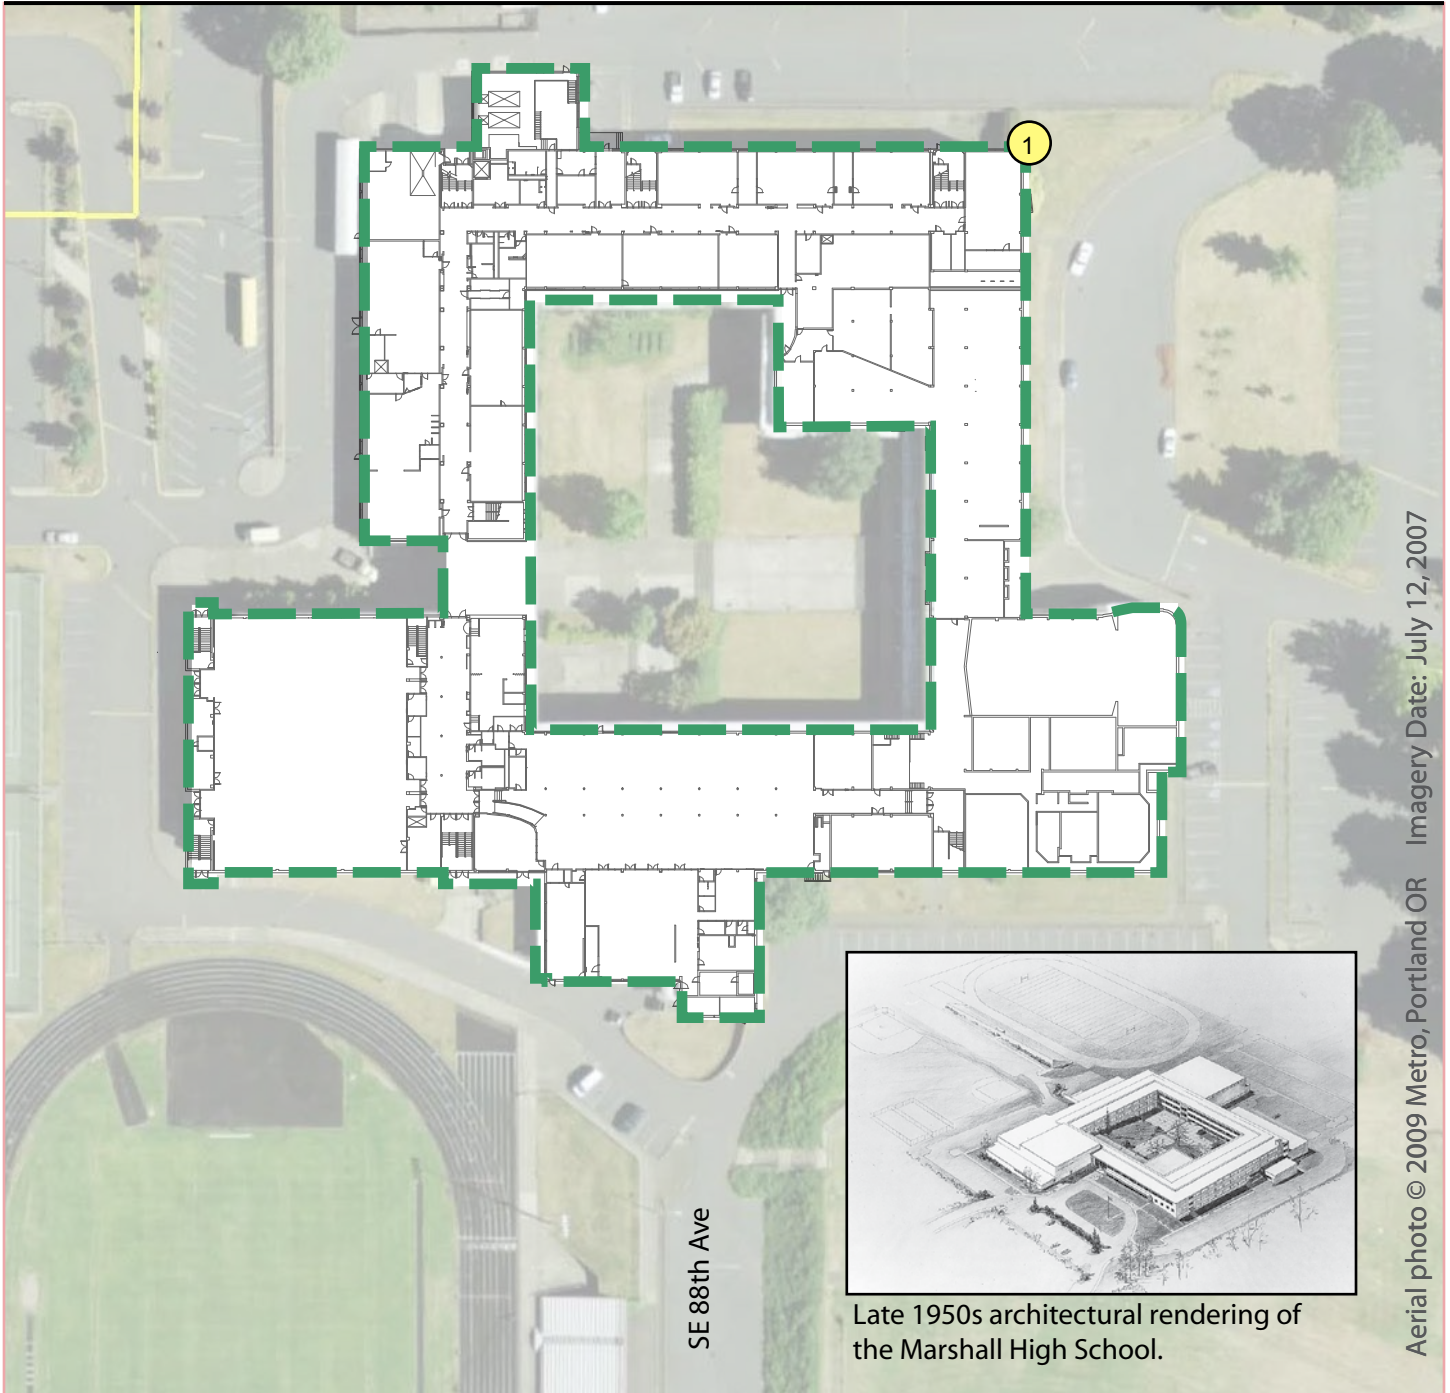 1
SE 88th Ave
Late 1950s architectural rendering of
the Marshall High School.
Aerial photo © 2009 Metro, Portland OR Imagery Date: July 12, 2007